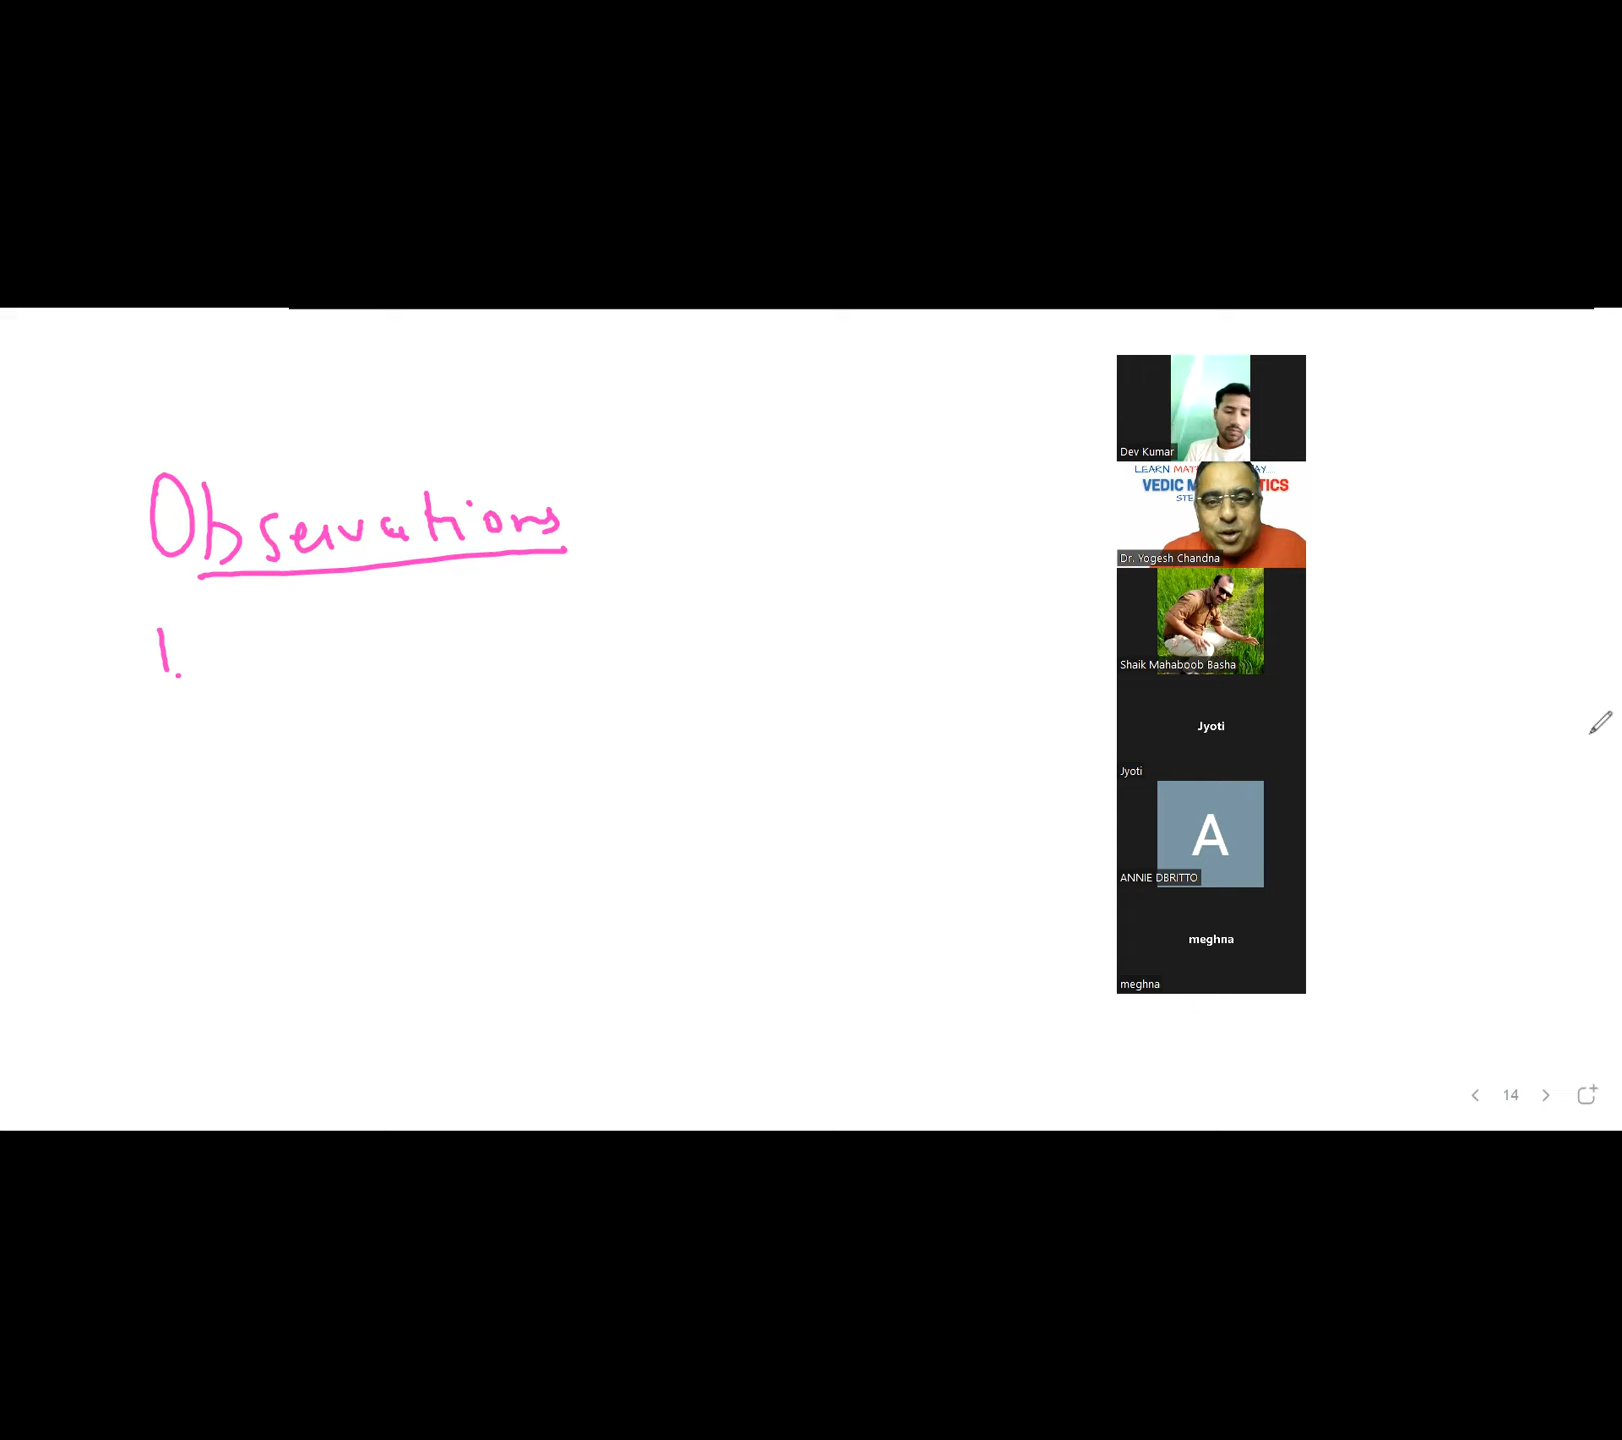 Observations
1.
Dev Kumar
LEARN
VEDIC
Dr. Yogesh Chandna
Shaik Mahaboob Basha
Jyoti
Jyoti
A
ANNIE DBRITTO
meghna
meghna
14